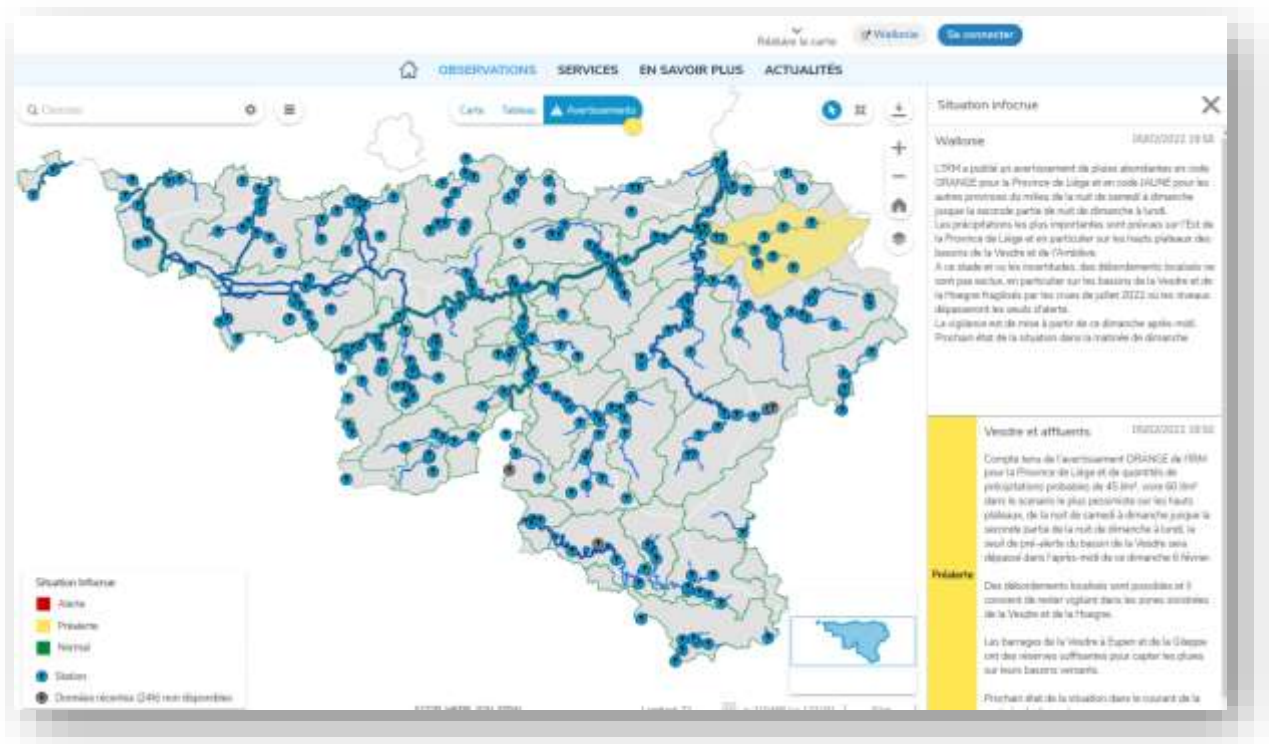 Réduire la carte
Wallonie
Se connecter
OBSERVATIONS SERVICES EN SAVOIR PLUS ACTUALITÉS
Carte Tableau Avertissements
Situation infocrue
Wallonie
L'IRM a publié un avertissement de pluies abondantes en code
ORANGE pour la Province de Liège et en code JAUNE pour les
autres provinces du milieu de la nuit de samedi à dimanche
jusque la seconde partie de nuit de dimanche à lundi.
Les précipitations les plus importantes sont prévues sur l'Est de
la Province de Liège et en particulier sur les hauts plateaux des
bassins de la Vesdre et de l'Amblève.
A ce stade et vu les incertitudes, des débordements localisés ne
sont pas exclus, en particulier sur les bassins de la Vesdre et de
la Hoegne fragilisés par les crues de juillet 2022 où les niveaux
dépasseront les seuils d'alerte.
La vigilance est de mise à partir de ce dimanche après-midi.
Prochain état de la situation dans la matinée de dimanche
Vesdre et affluents
Compte tenu de l'avertissement ORANGE de l'IRM
pour la Province de Liège et de quantités de
précipitations probables de 45 l/m², voire 60 l/m²
dans le scénario le plus pessimiste sur les hauts
plateaux, de la nuit de samedi à dimanche jusque la
seconde partie de la nuit de dimanche à lundi, le
seuil de pré-alerte du bassin de la Vesdre sera
dépassé dans l'après-midi de ce dimanche 6 février.
Préalerte
Des débordements localisés sont possibles et il
convient de rester vigilant dans les zones sinistrées
de la Vesdre et de la Hoegne.
Les barrages de la Vesdre à Eupen et de la Gileppe
ont des réserves suffisantes pour capter les pluies
sur leurs bassins versants.
Prochain état de la situation dans le courant de la
Situation Infocrue
Alerte
Préalerte
Normal
Station
Données récentes (24h) non disponibles